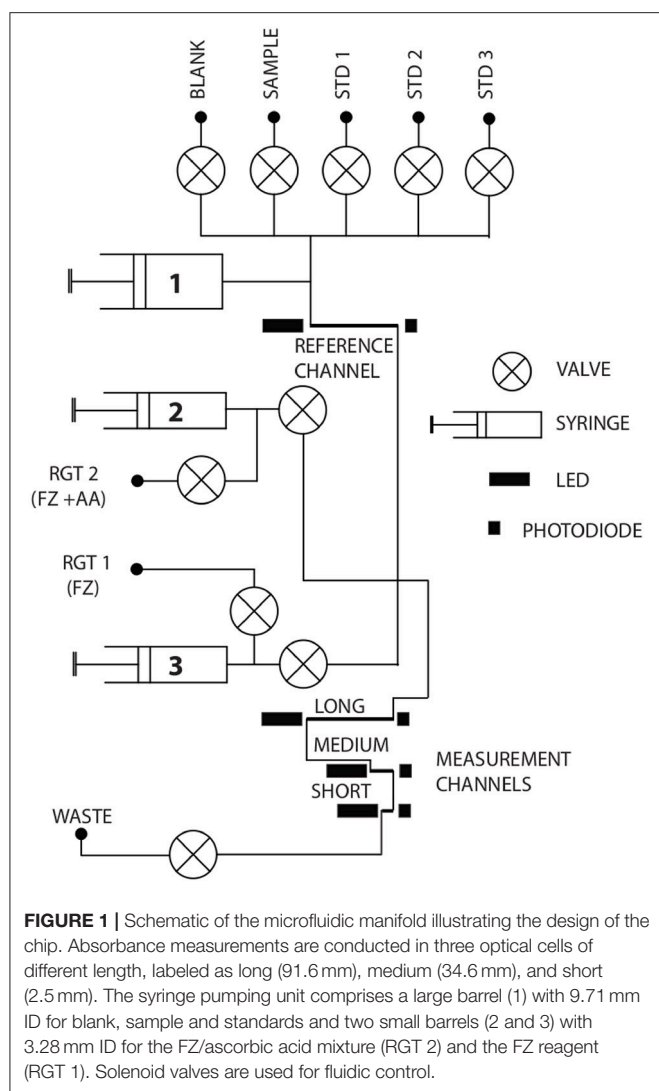 BLANK
SAMPLE
STD 1
STD 2
STD 3
1
REFERENCE
CHANNEL
VALVE
2
SYRINGE
RGT 2
(FZ +AA)
LED
PHOTODIODE
RGT 1
(FZ)
3
LONG
MEDIUM
MEASUREMENT
CHANNELS
SHORT
WASTE
FIGURE 1 | Schematic of the microfluidic manifold illustrating the design of the
chip. Absorbance measurements are conducted in three optical cells of
different length, labeled as long (91.6 mm), medium (34.6 mm), and short
(2.5 mm). The syringe pumping unit comprises a large barrel (1) with 9.71 mm
ID for blank, sample and standards and two small barrels (2 and 3) with
3.28 mm ID for the FZ/ascorbic acid mixture (RGT 2) and the FZ reagent
(RGT 1). Solenoid valves are used for fluidic control.